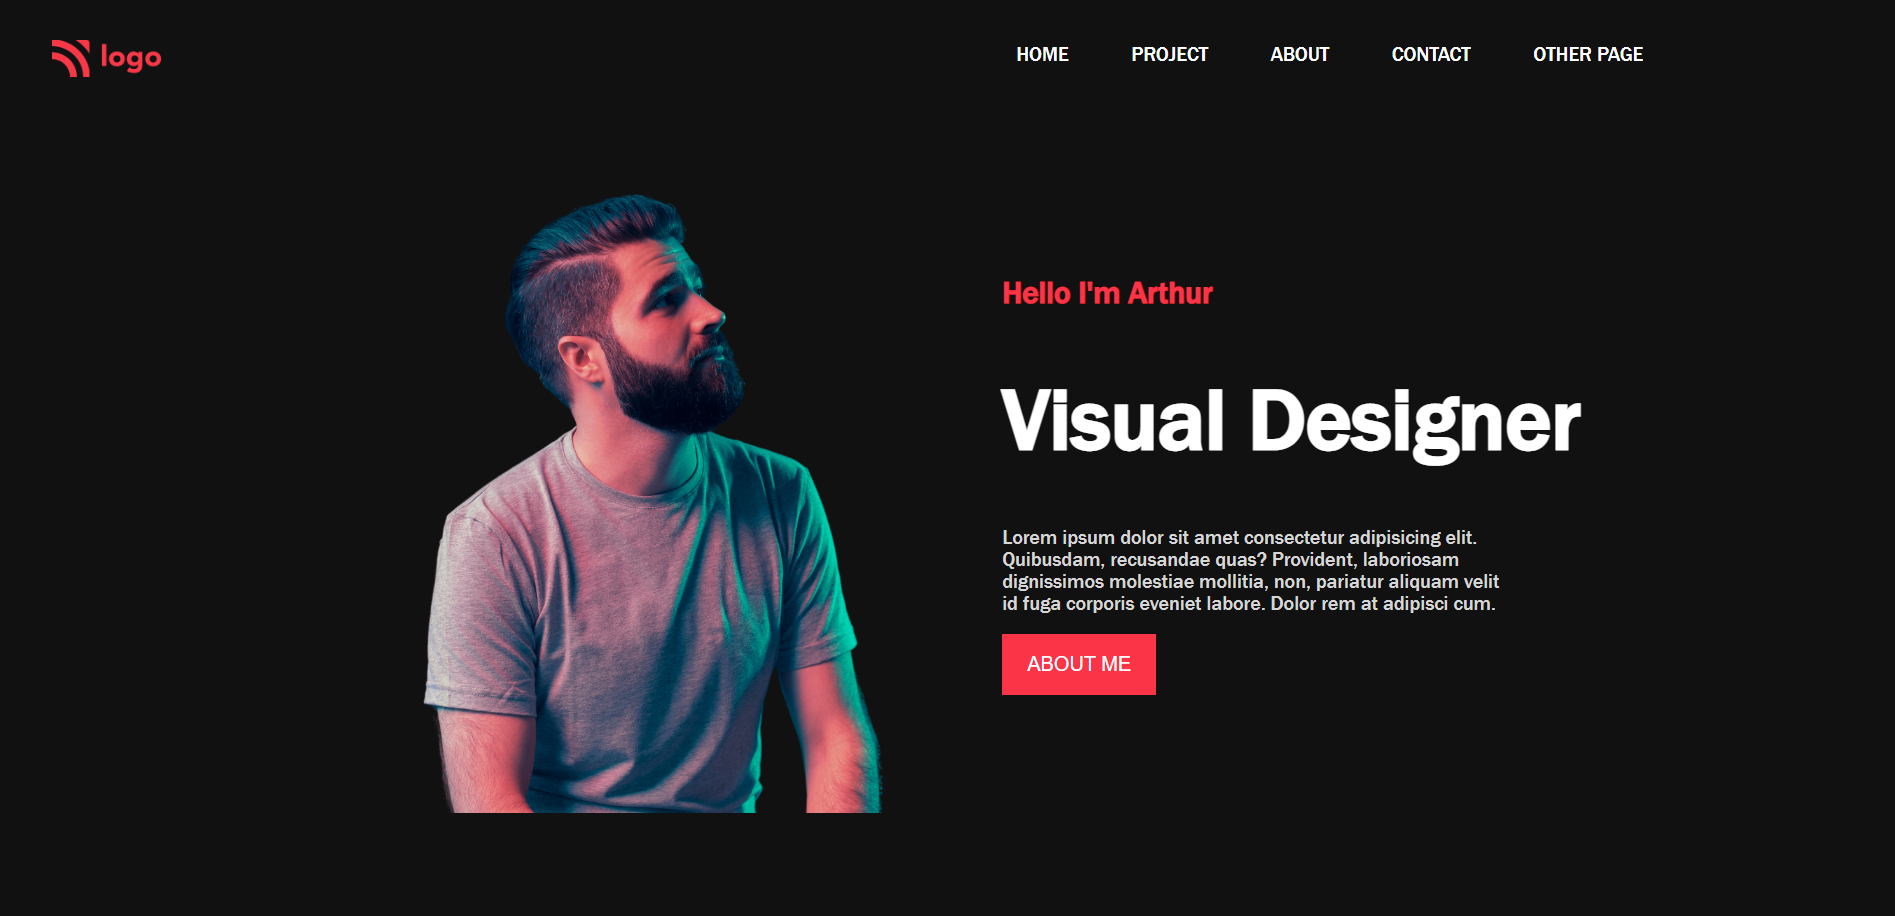 logo
HOME PROJECT ABOUT CONTACT OTHER PAGE
Hello I'm Arthur
Visual Designer
Lorem ipsum dolor sit amet consectetur adipisicing elit.
Quibusdam, recusandae quas? Provident, laboriosam
dignissimos molestiae mollitia, non, pariatur aliquam velit
id fuga corporis eveniet labore. Dolor rem at adipisci cum.
ABOUT ME